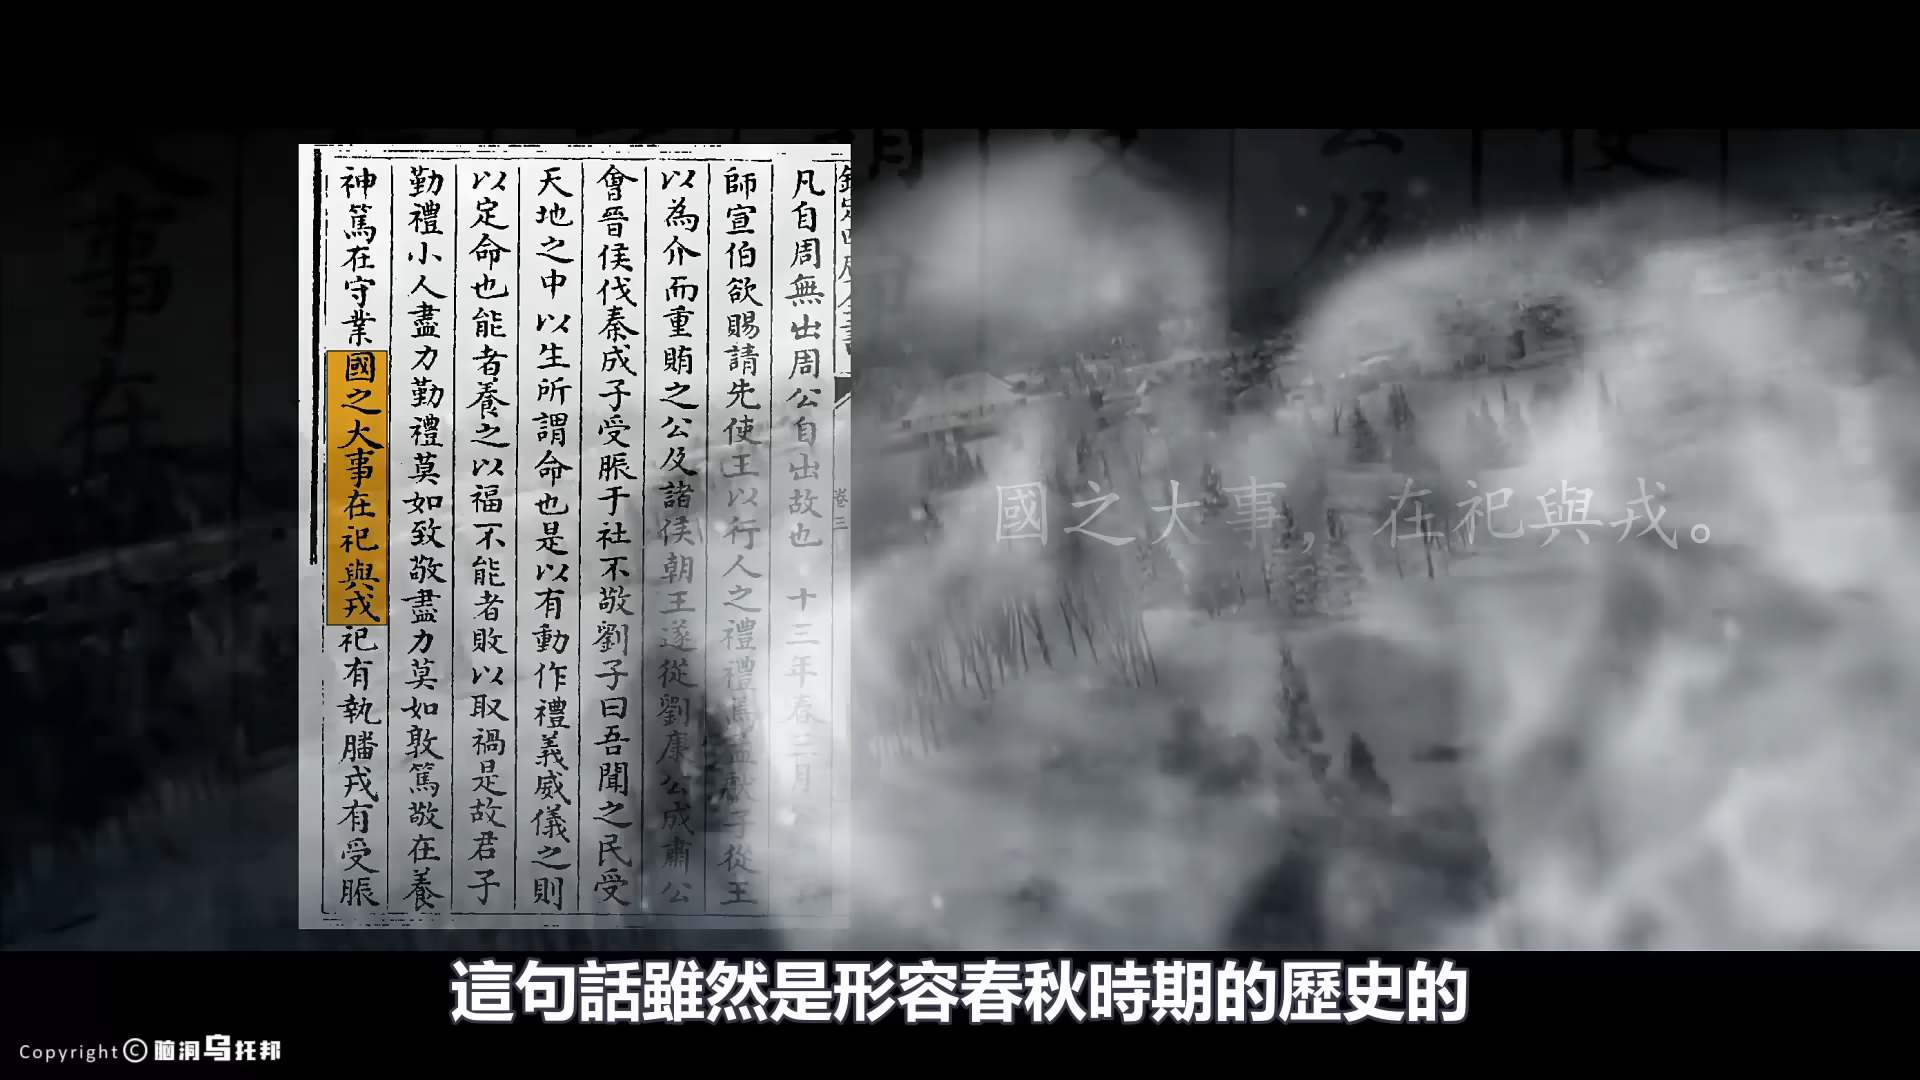 凡自周無出周公自出故也 十三年春三月公
師宣伯欲賜請先使王以行人之禮禮焉孟獻子從王
以為介而重賄之公及諸侯朝王遂從劉康公成肅公
會晉侯伐秦成子受脤于社不敬劉子曰吾聞之民受
天地之中以生所謂命也是以有動作禮義威儀之則
以定命也能者養之以福不能者敗以取禍是故君子
勤禮小人盡力勤禮莫如致敬盡力莫如敦篤敬在養
神篤在守業國之大事在祀與戎祀有執膰戎有受脤
卷三
國之大事，在祀與戎。
這句話雖然是形容春秋時期的歷史的
Copyright © 脑洞乌托邦